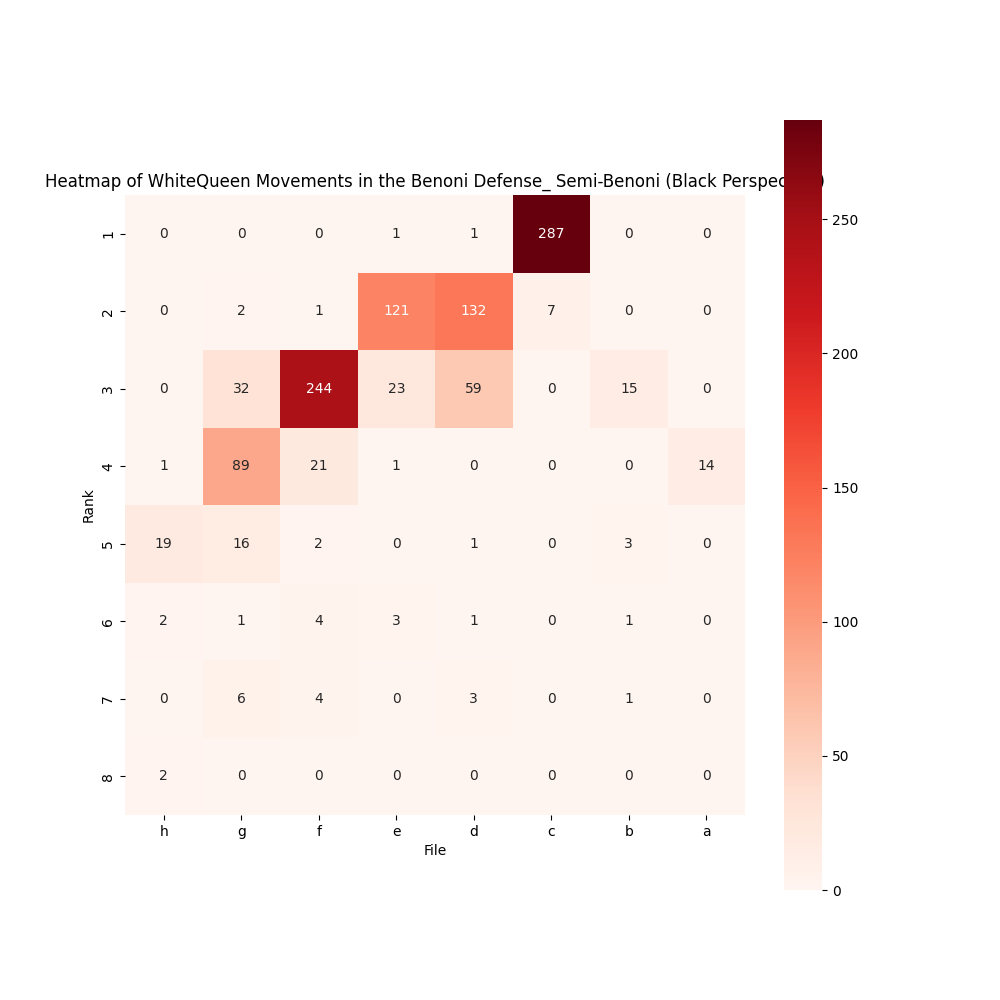 Heatmap of WhiteQueen Movements in the Benoni Defense_ Semi-Benoni (Black Perspec )
1 0 0 0 1 1 287 0 0
2 0 2 1 121 132 7 0 0
3 0 32 244 23 59 0 15 0
4 1 89 21 1 0 0 0 14
5 19 16 2 0 1 0 3 0
6 2 1 4 3 1 0 1 0
7 0 6 4 0 3 0 1 0
8 2 0 0 0 0 0 0 0
h g f e d c b a
File
Rank
250
200
150
100
50
0